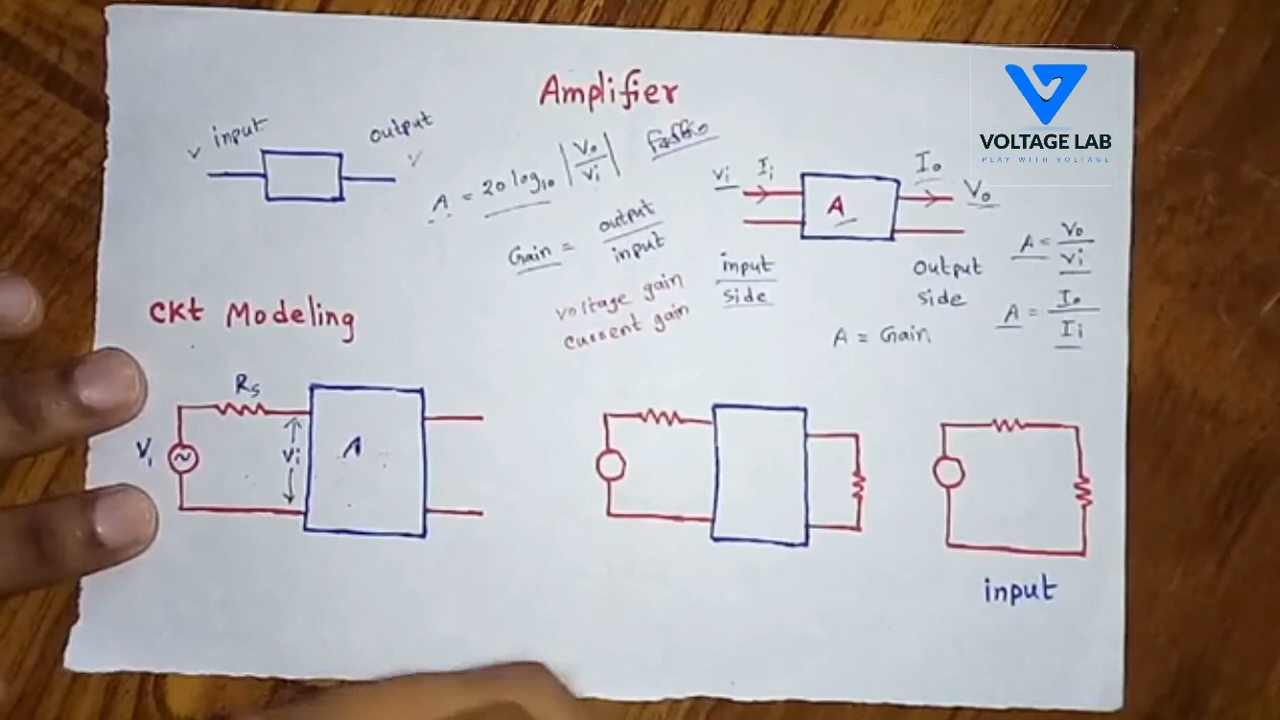 Amplifier
VOLTAGE LAB
PLAY WITH VOLTAGE
input
output
A = 20 log10 |Vo/Vi|
Gain = output/input
voltage gain
current gain
Vi
Ii
A
Io
Vo
input
side
output
side
A = Gain
A = Vo/Vi
A = Io/Ii
CKt Modeling
Rs
Vi
A
input